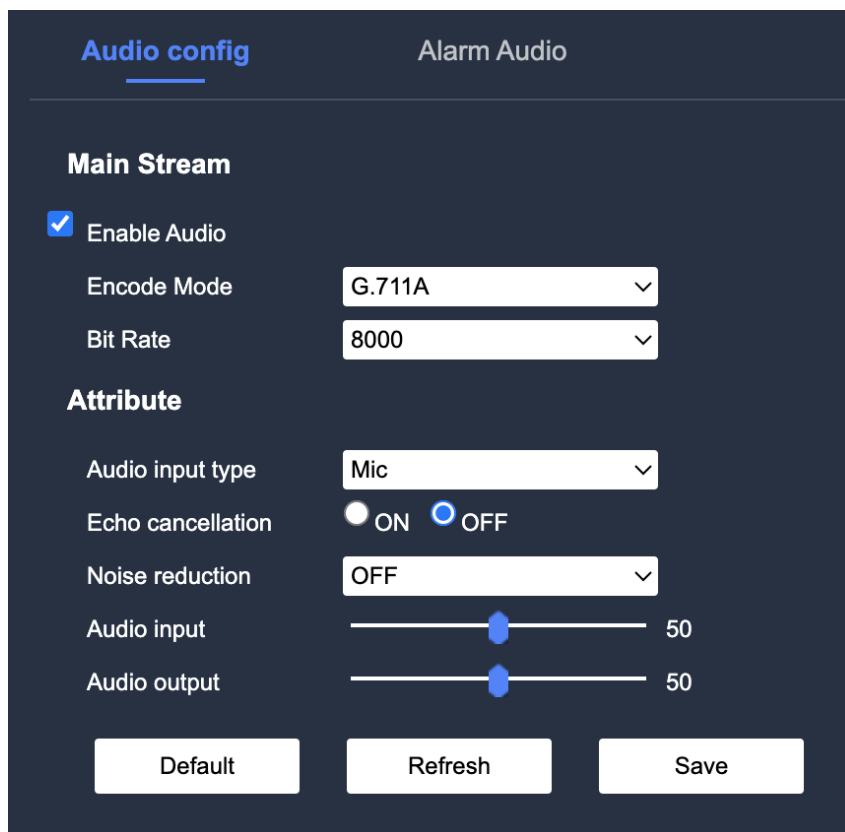 Audio config Alarm Audio
Main Stream
Enable Audio
Encode Mode G.711A
Bit Rate 8000
Attribute
Audio input type Mic
Echo cancellation ON OFF
Noise reduction OFF
Audio input 50
Audio output 50
Default Refresh Save